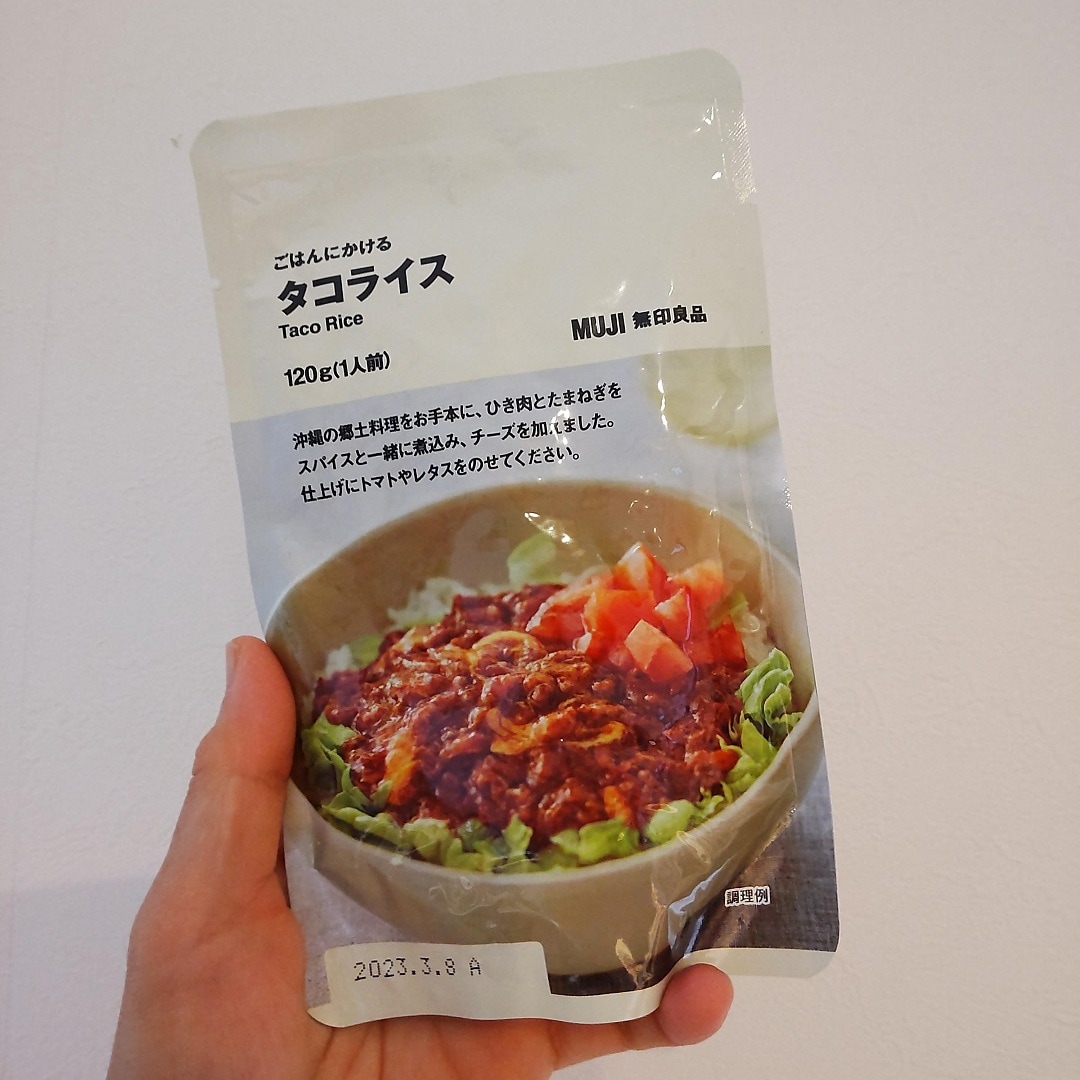 ごはんにかける
タコライス
Taco Rice
120g(1人前)
MUJI 無印良品
沖縄の郷土料理をお手本に、ひき肉とたまねぎを
スパイスと一緒に煮込み、チーズを加えました。
仕上げにトマトやレタスをのせてください。
調理例
2023.3.8 A